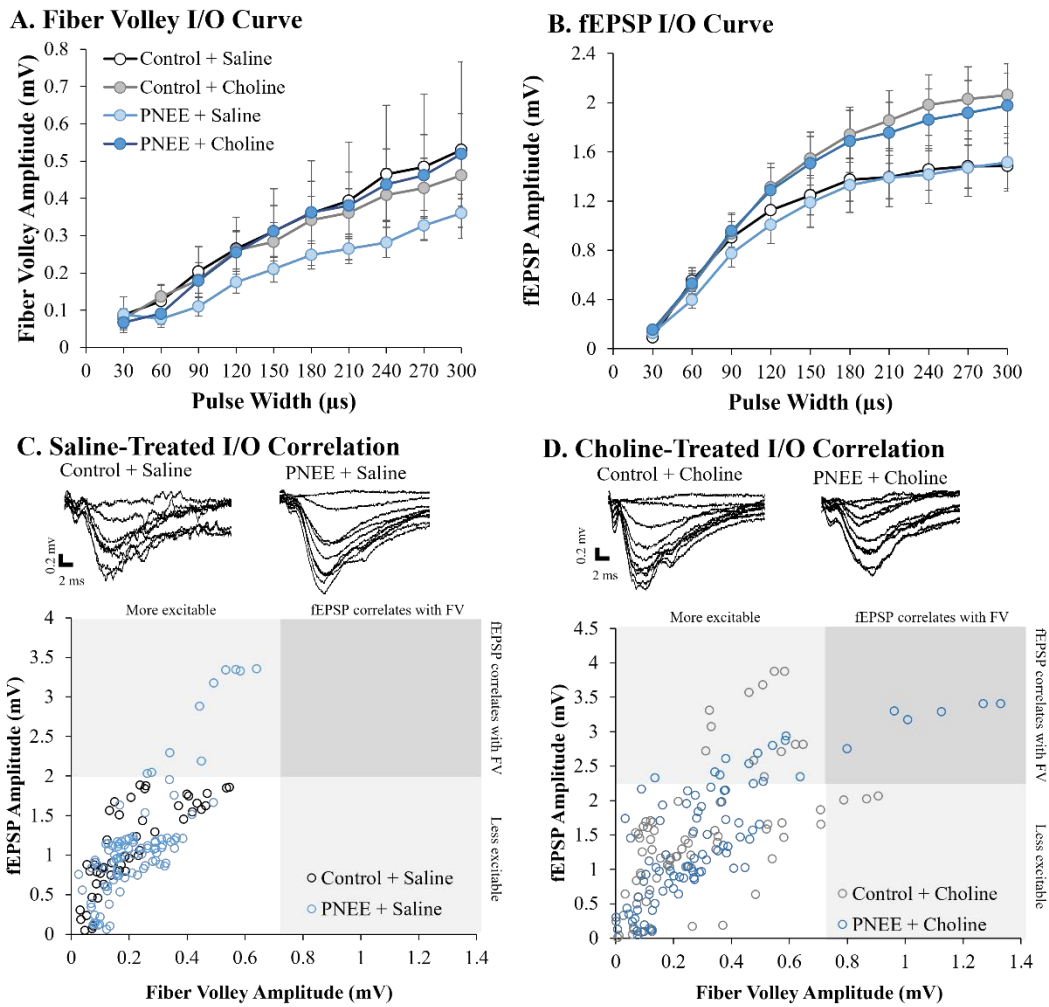 A. Fiber Volley I/O Curve
Fiber Volley Ampltiude (mV)
0.8
0.7
0.6
0.5
0.4
0.3
0.2
0.1
0
Control + Saline
Control + Choline
PNEE + Saline
PNEE + Choline
0 30 60 90 120 150 180 210 240 270 300
Pulse Width (µs)
B. fEPSP I/O Curve
fEPSP Amplitude (mV)
2.4
2
1.6
1.2
0.8
0.4
0
0 30 60 90 120 150 180 210 240 270 300
Pulse Width (µs)
C. Saline-Treated I/O Correlation
Control + Saline PNEE + Saline
0.2 mv
2 ms
More excitable fEPSP correlates with FV
fEPSP Amplitude (mV)
4
3.5
3
2.5
2
1.5
1
0.5
0
fEPSP correlates with FV
Less excitable
Control + Saline
PNEE + Saline
0 0.2 0.4 0.6 0.8 1 1.2 1.4
Fiber Volley Amplitude (mV)
D. Choline-Treated I/O Correlation
Control + Choline PNEE + Choline
0.2 mv
2 ms
More excitable fEPSP correlates with FV
fEPSP Amplitude (mV)
4.5
4
3.5
3
2.5
2
1.5
1
0.5
0
fEPSP correlates with FV
Less excitable
Control + Choline
PNEE + Choline
0 0.2 0.4 0.6 0.8 1 1.2 1.4
Fiber Volley Amplitude (mV)